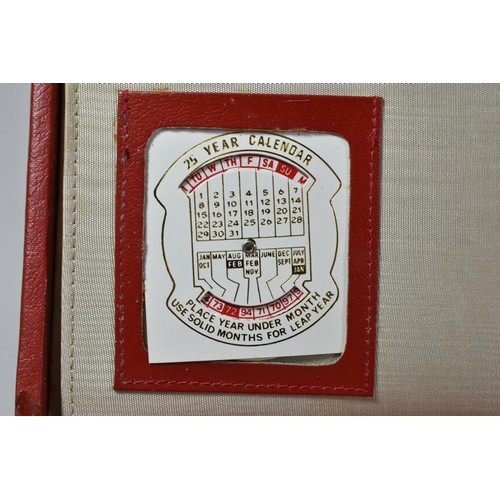 25 YEAR CALENDAR
TU W TH F SA SU M
1 2 3 4 5 6 7
8 9 10 11 12 13 14
15 16 17 18 19 20 21
22 23 24 25 26 27 28
29 30 31
JAN MAY AUG MAR JUNE DEC JULY
OCT FEB FEB SEPT APR
NOV JAN
73 72 94 71 70
PLACE YEAR UNDER MONTH
USE SOLID MONTHS FOR LEAP YEAR